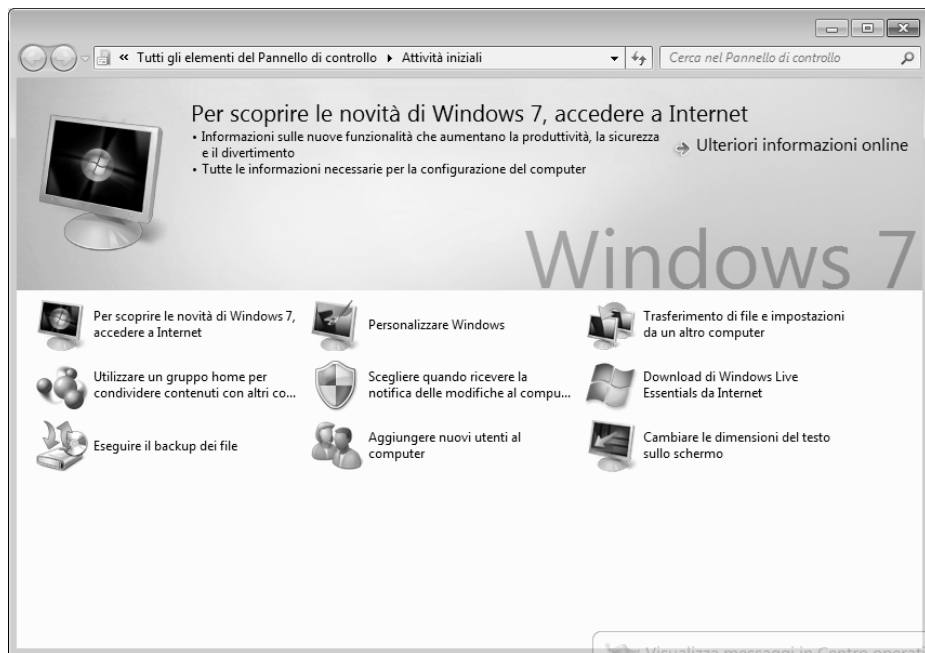 « Tutti gli elementi del Pannello di controllo ▸ Attività iniziali
Cerca nel Pannello di controllo
Per scoprire le novità di Windows 7, accedere a Internet
• Informazioni sulle nuove funzionalità che aumentano la produttività, la sicurezza
e il divertimento
• Tutte le informazioni necessarie per la configurazione del computer
Ulteriori informazioni online
Windows 7
Per scoprire le novità di Windows 7,
accedere a Internet
Personalizzare Windows
Trasferimento di file e impostazioni
da un altro computer
Utilizzare un gruppo home per
condividere contenuti con altri co...
Scegliere quando ricevere la
notifica delle modifiche al compu...
Download di Windows Live
Essentials da Internet
Eseguire il backup dei file
Aggiungere nuovi utenti al
computer
Cambiare le dimensioni del testo
sullo schermo
Visualizza messaggi in Centro operati